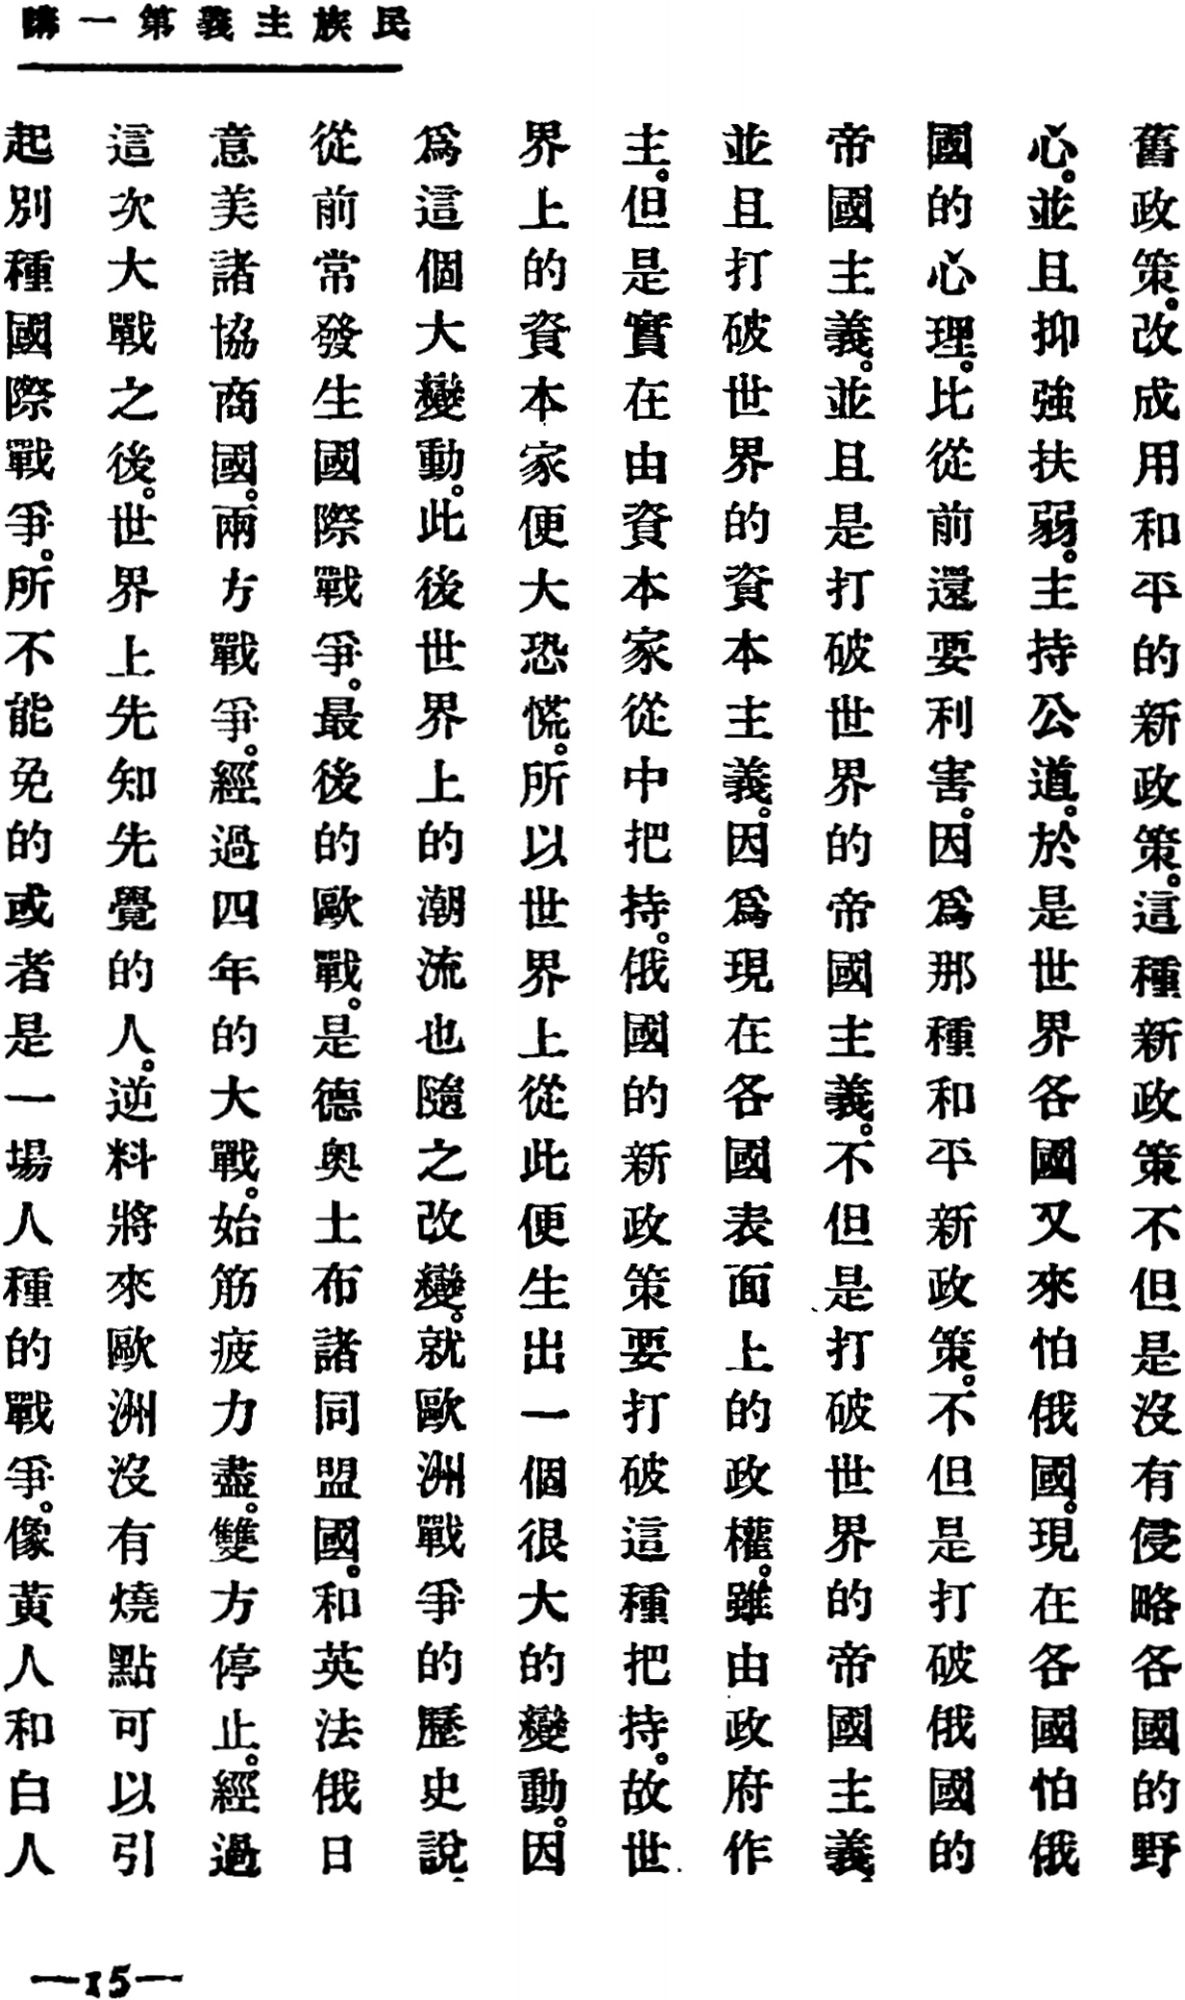 民族主義第一講
舊政策。改成用和平的新政策。這種新政策不但是沒有侵略各國的野
心。並且抑強扶弱。主持公道。於是世界各國又來怕俄國。現在各國怕俄
國的心理。比從前還要利害。因爲那種和平新政策。不但是打破俄國的
帝國主義。並且是打破世界的帝國主義。不但是打破世界的帝國主義。
並且打破世界的資本主義。因爲現在各國表面上的政權。雖由政府作
主。但是實在由資本家從中把持。俄國的新政策要打破這種把持。故世
界上的資本家便大恐慌。所以世界上從此便生出一個很大的變動。因
爲這個大變動。此後世界上的潮流也隨之改變。就歐洲戰爭的歷史說、
從前常發生國際戰爭。最後的歐戰。是德奧土布諸同盟國。和英法俄日
意美諸協商國。兩方戰爭。經過四年的大戰。始筋疲力盡。雙方停止。經過
這次大戰之後。世界上先知先覺的人。逆料將來歐洲沒有燒點可以引
起別種國際戰爭。所不能免的或者是一場人種的戰爭。像黃人和白人
—15—